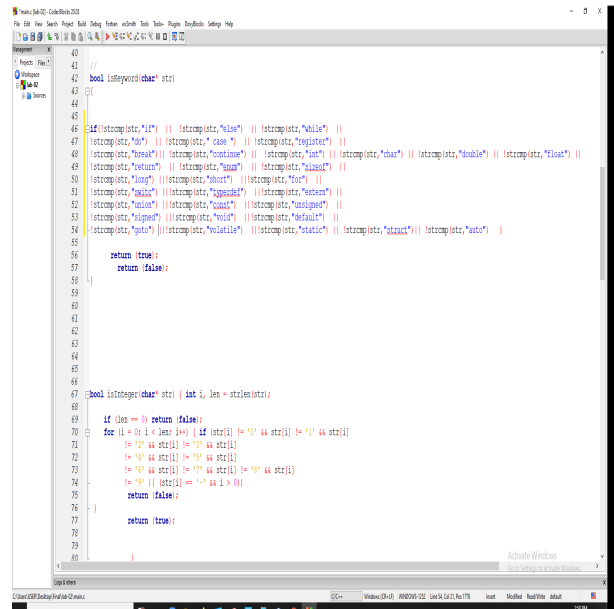 *main.c [lab-02] - Code::Blocks 20.03
File Edit View Search Project Build Debug Fortran wxSmith Tools Tools+ Plugins DoxyBlocks Settings Help
Management
Projects Files
Workspace
lab-02
Sources
40
41 //
42 bool isKeyword(char* str)
43 {
44
45
46 if(!strcmp(str,"if") || !strcmp(str,"else") || !strcmp(str,"while") ||
47 !strcmp(str,"do") || !strcmp(str," case ") || !strcmp(str,"register") ||
48 !strcmp(str,"break")|| !strcmp(str,"continue") || !strcmp(str,"int") || !strcmp(str,"char") || !strcmp(str,"double") || !strcmp(str,"float") ||
49 !strcmp(str,"return") || !strcmp(str,"enum") || !strcmp(str,"sizeof") ||
50 !strcmp(str,"long") ||!strcmp(str,"short") ||!strcmp(str,"for") ||
51 !strcmp(str,"switc") ||!strcmp(str,"typerdef") ||!strcmp(str,"extern") ||
52 !strcmp(str,"union") ||!strcmp(str,"const") ||!strcmp(str,"unsigned") ||
53 !strcmp(str,"signed") ||!strcmp(str,"void") ||!strcmp(str,"default") ||
54 !strcmp(str,"goto") ||!strcmp(str,"volatile") ||!strcmp(str,"static") || !strcmp(str,"struct")|| !strcmp(str,"auto") )
55
56 return (true);
57 return (false);
58 }
59
60
61
62
63
64
65
66
67 bool isInteger(char* str) { int i, len = strlen(str);
68
69 if (len == 0) return (false);
70 for (i = 0; i < len; i++) { if (str[i] != '0' && str[i] != '1' && str[i]
71 != '2' && str[i] != '3' && str[i]
72 != '4' && str[i] != '5' && str[i]
73 != '6' && str[i] != '7' && str[i] != '8' && str[i]
74 != '9' || (str[i] == '-' && i > 0))
75 return (false);
76 }
77 return (true);
78
79
80 }
Activate Windows
Go to Settings to activate Windows.
Logs & others
C:\Users\USER\Desktop\Final\lab-02\main.c C/C++ Windows (CR+LF) WINDOWS-1252 Line 54, Col 21, Pos 1770 Insert Modified Read/Write default